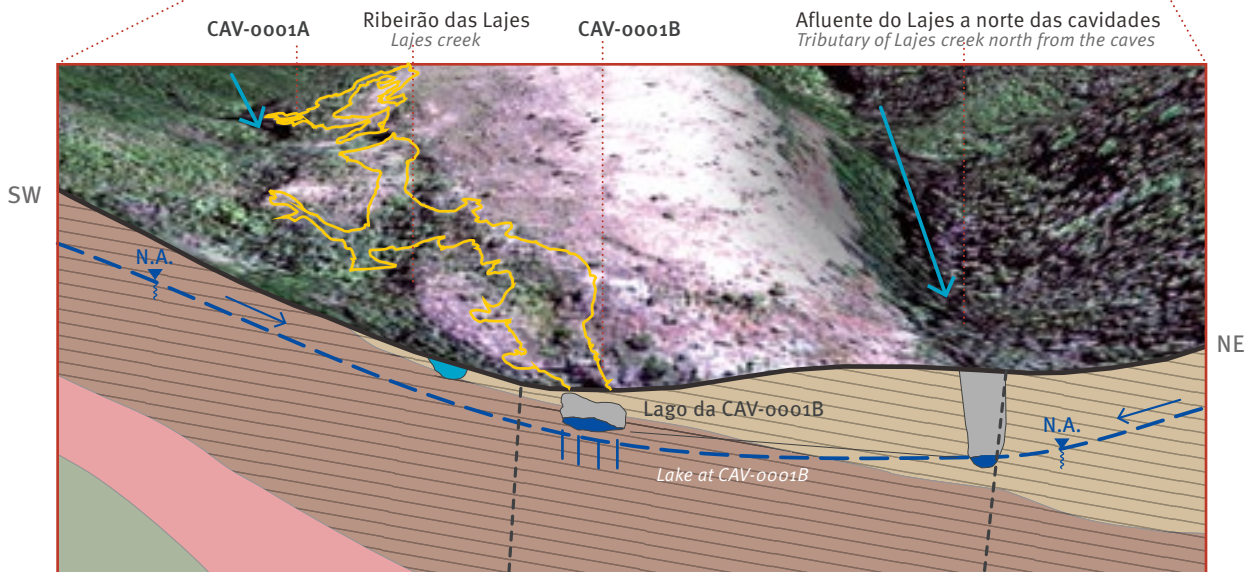 CAV-0001A
Ribeirão das Lajes
Lajes creek
CAV-0001B
Afluente do Lajes a norte das cavidades
Tributary of Lajes creek north from the caves
SW
NE
N.A.
Lago da CAV-0001B
N.A.
Lake at CAV-0001B